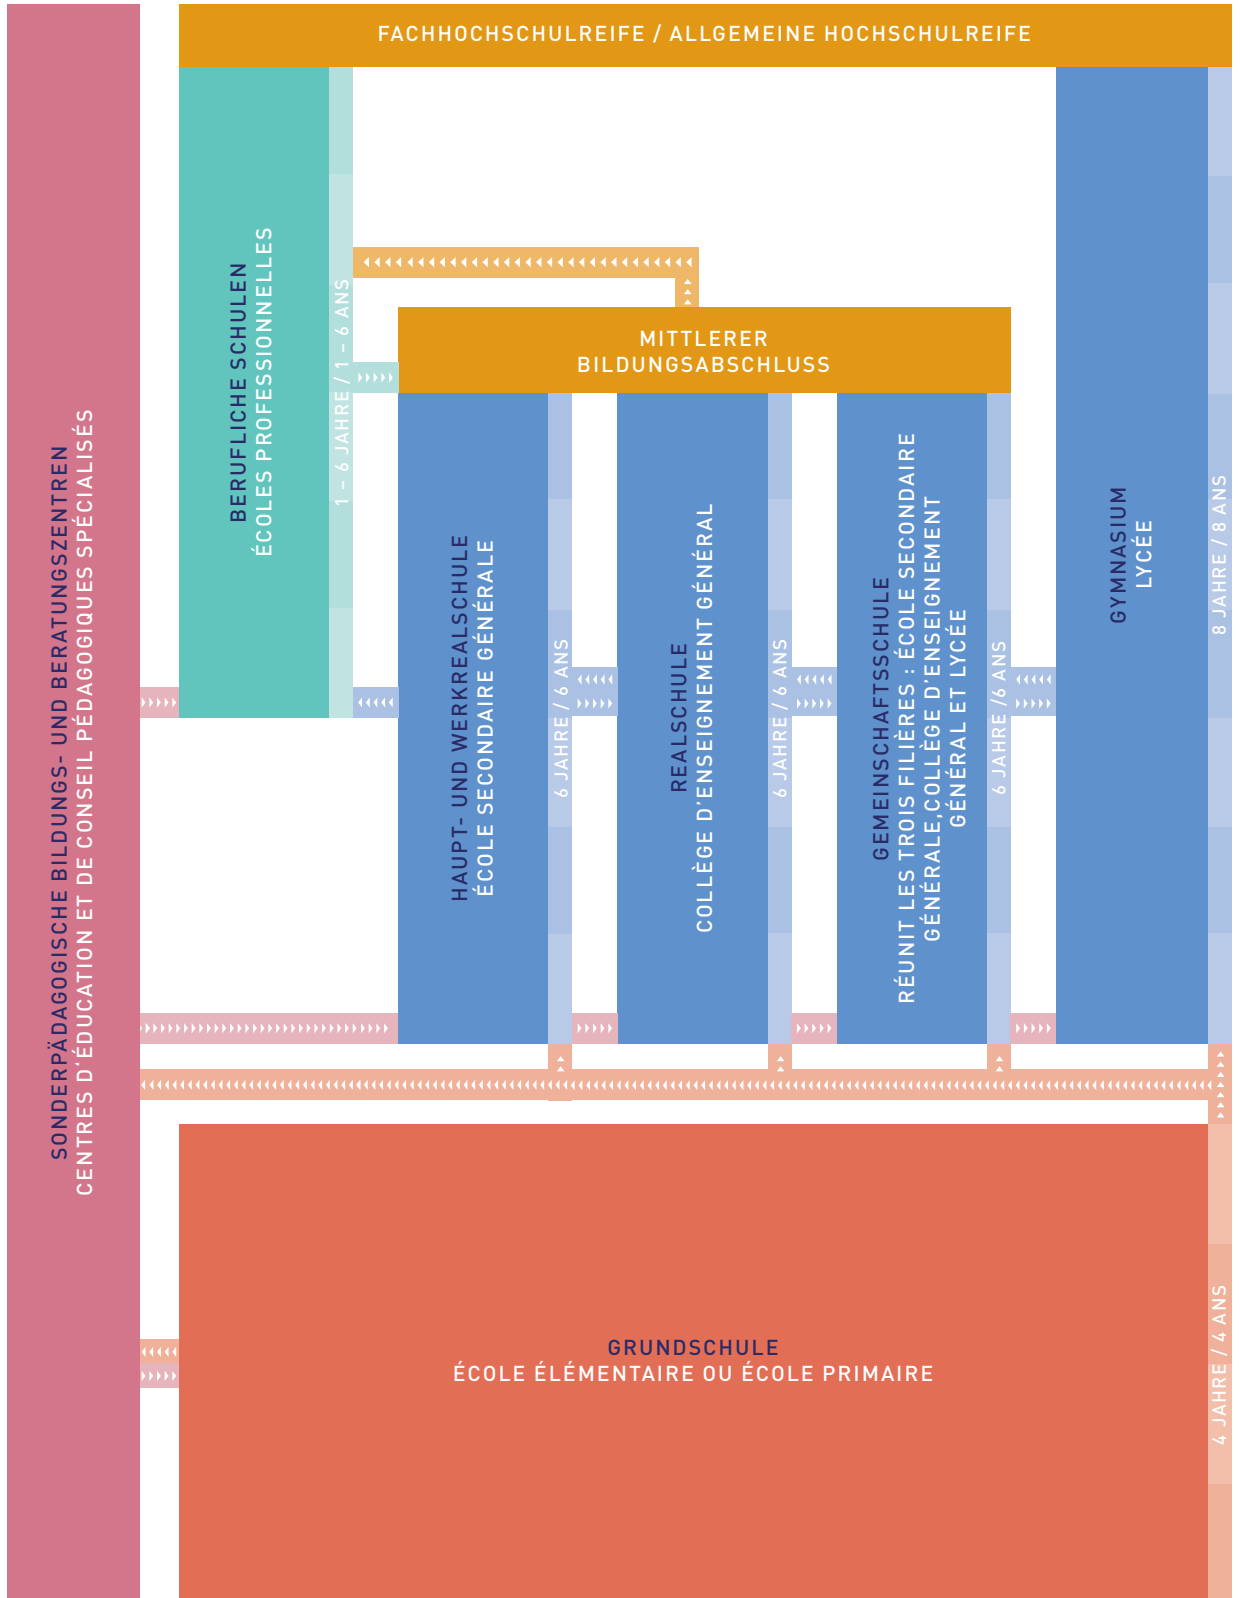 FACHHOCHSCHULREIFE / ALLGEMEINE HOCHSCHULREIFE
SONDERPÄDAGOGISCHE BILDUNGS- UND BERATUNGSZENTREN
CENTRES D'ÉDUCATION ET DE CONSEIL PÉDAGOGIQUES SPÉCIALISÉS
BERUFLICHE SCHULEN
ÉCOLES PROFESSIONNELLES
1 – 6 JAHRE / 1 – 6 ANS
MITTLERER
BILDUNGSABSCHLUSS
HAUPT- UND WERKREALSCHULE
ÉCOLE SECONDAIRE GÉNÉRALE
6 JAHRE / 6 ANS
REALSCHULE
COLLÈGE D'ENSEIGNEMENT GÉNÉRAL
6 JAHRE / 6 ANS
GEMEINSCHAFTSSCHULE
RÉUNIT LES TROIS FILIÈRES : ÉCOLE SECONDAIRE
GÉNÉRALE,COLLÈGE D'ENSEIGNEMENT
GÉNÉRAL ET LYCÉE
6 JAHRE /6 ANS
GYMNASIUM
LYCÉE
8 JAHRE / 8 ANS
GRUNDSCHULE
ÉCOLE ÉLÉMENTAIRE OU ÉCOLE PRIMAIRE
4 JAHRE / 4 ANS